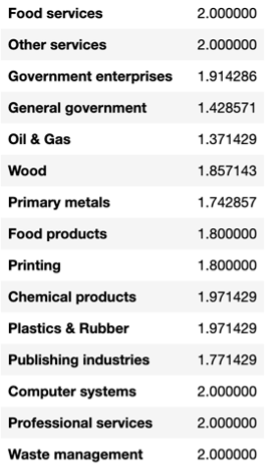 Food services 2.000000
Other services 2.000000
Government enterprises 1.914286
General government 1.428571
Oil & Gas 1.371429
Wood 1.857143
Primary metals 1.742857
Food products 1.800000
Printing 1.800000
Chemical products 1.971429
Plastics & Rubber 1.971429
Publishing industries 1.771429
Computer systems 2.000000
Professional services 2.000000
Waste management 2.000000